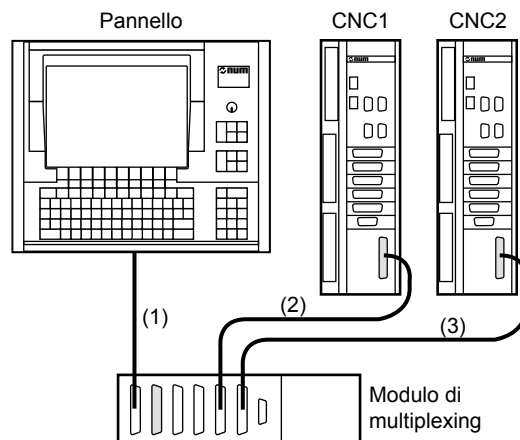 Pannello
CNC1
CNC2
num
num
num
(1)
(2)
(3)
Modulo di
multiplexing